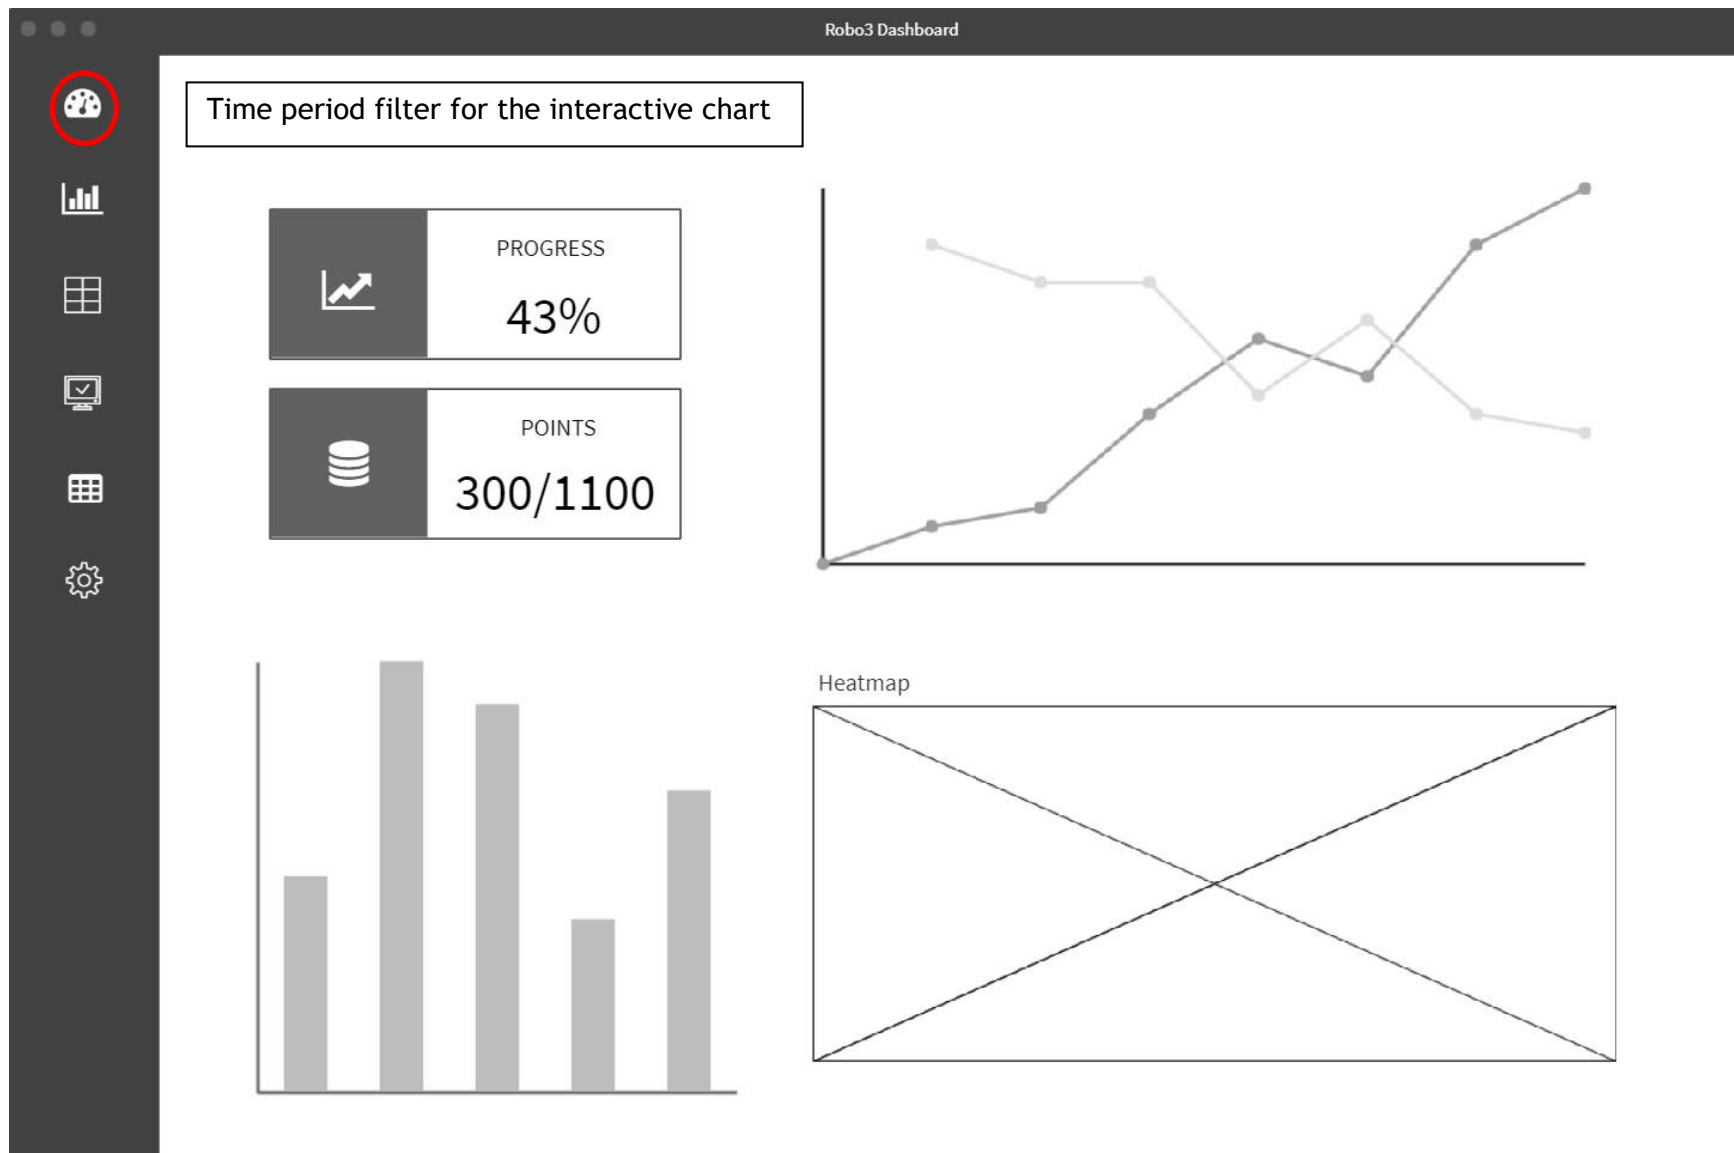 Robo3 Dashboard
Time period filter for the interactive chart
PROGRESS
43%
POINTS
300/1100
Heatmap